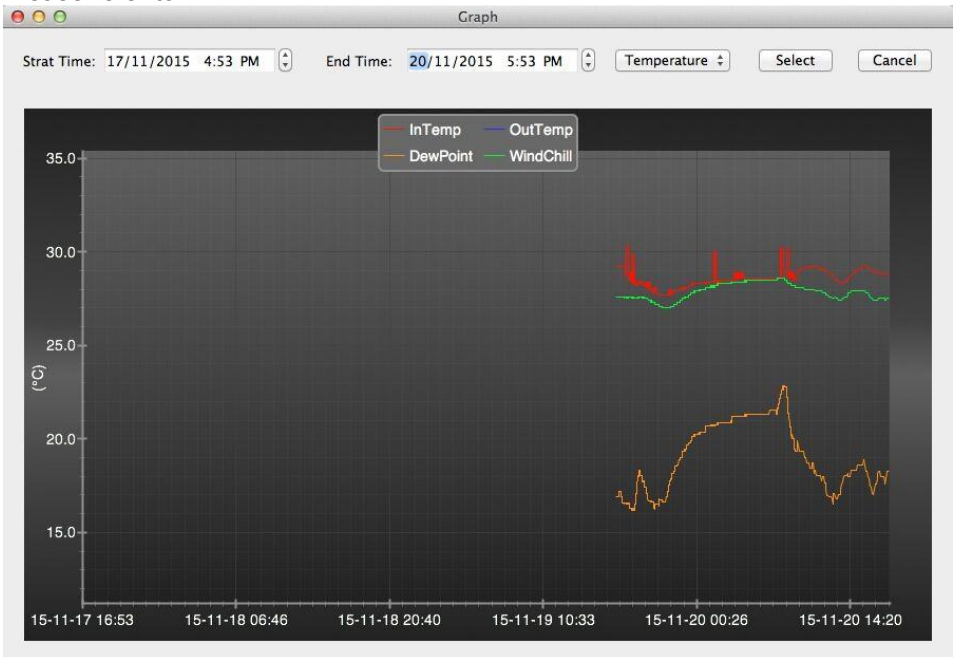 Graph
Strat Time: 17/11/2015 4:53 PM End Time: 20/11/2015 5:53 PM Temperature Select Cancel
InTemp OutTemp
DewPoint WindChill
35.0
30.0
25.0
(°C)
20.0
15.0
15-11-17 16:53 15-11-18 06:46 15-11-18 20:40 15-11-19 10:33 15-11-20 00:26 15-11-20 14:20